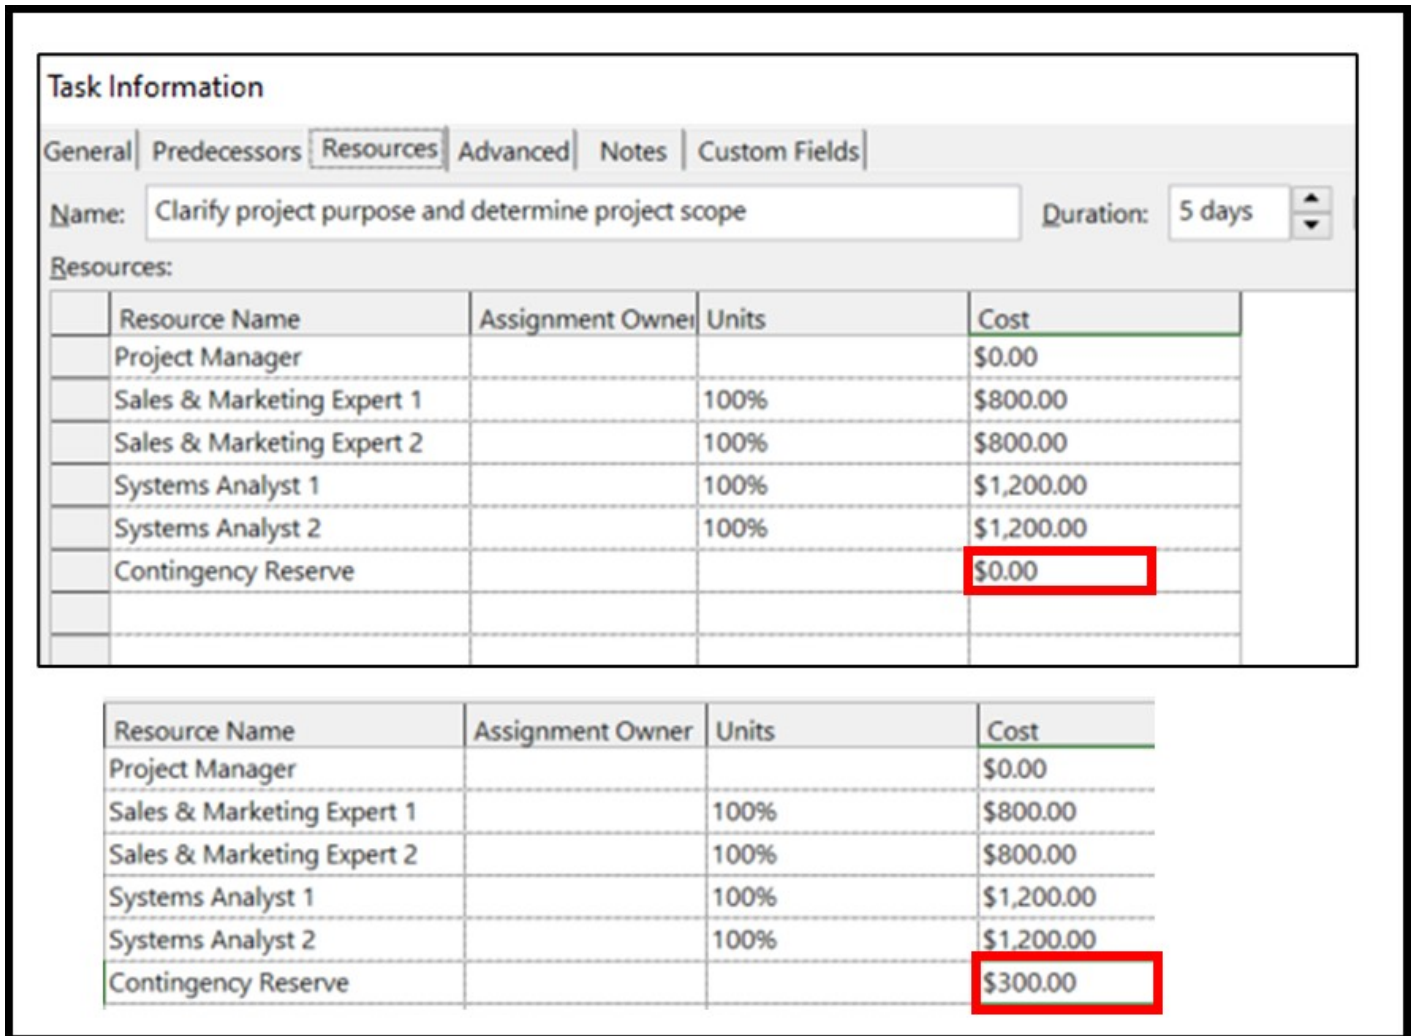 Task Information
General Predecessors Resources Advanced Notes Custom Fields
Name: Clarify project purpose and determine project scope Duration: 5 days
Resources:
Resource Name Assignment Owner Units Cost
Project Manager $0.00
Sales & Marketing Expert 1 100% $800.00
Sales & Marketing Expert 2 100% $800.00
Systems Analyst 1 100% $1,200.00
Systems Analyst 2 100% $1,200.00
Contingency Reserve $0.00
Resource Name Assignment Owner Units Cost
Project Manager $0.00
Sales & Marketing Expert 1 100% $800.00
Sales & Marketing Expert 2 100% $800.00
Systems Analyst 1 100% $1,200.00
Systems Analyst 2 100% $1,200.00
Contingency Reserve $300.00